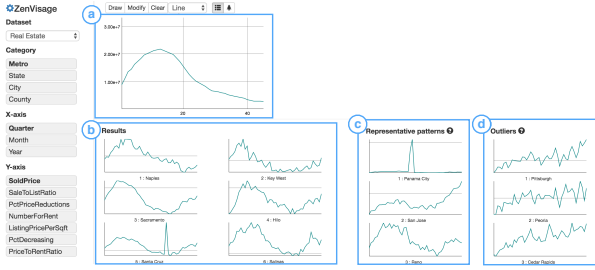 ZenVisage
Dataset
Real Estate
Category
Metro
State
City
County
X-axis
Quarter
Month
Year
Y-axis
SoldPrice
SaleToListRatio
PctPriceReductions
NumberForRent
ListingPricePerSqft
PctDecreasing
PriceToRentRatio
a
Draw Modify Clear Line
3.00e+7
2.00e+7
1.00e+7
20 40
b
Results
1 : Naples
2 : Key West
3 : Sacramento
4 : Hilo
5 : Santa Cruz
6 : Salinas
c
Representative patterns
1 : Panama City
2 : San Jose
3 : Reno
d
Outliers
1 : Pittsburgh
2 : Peoria
3 : Cedar Rapids